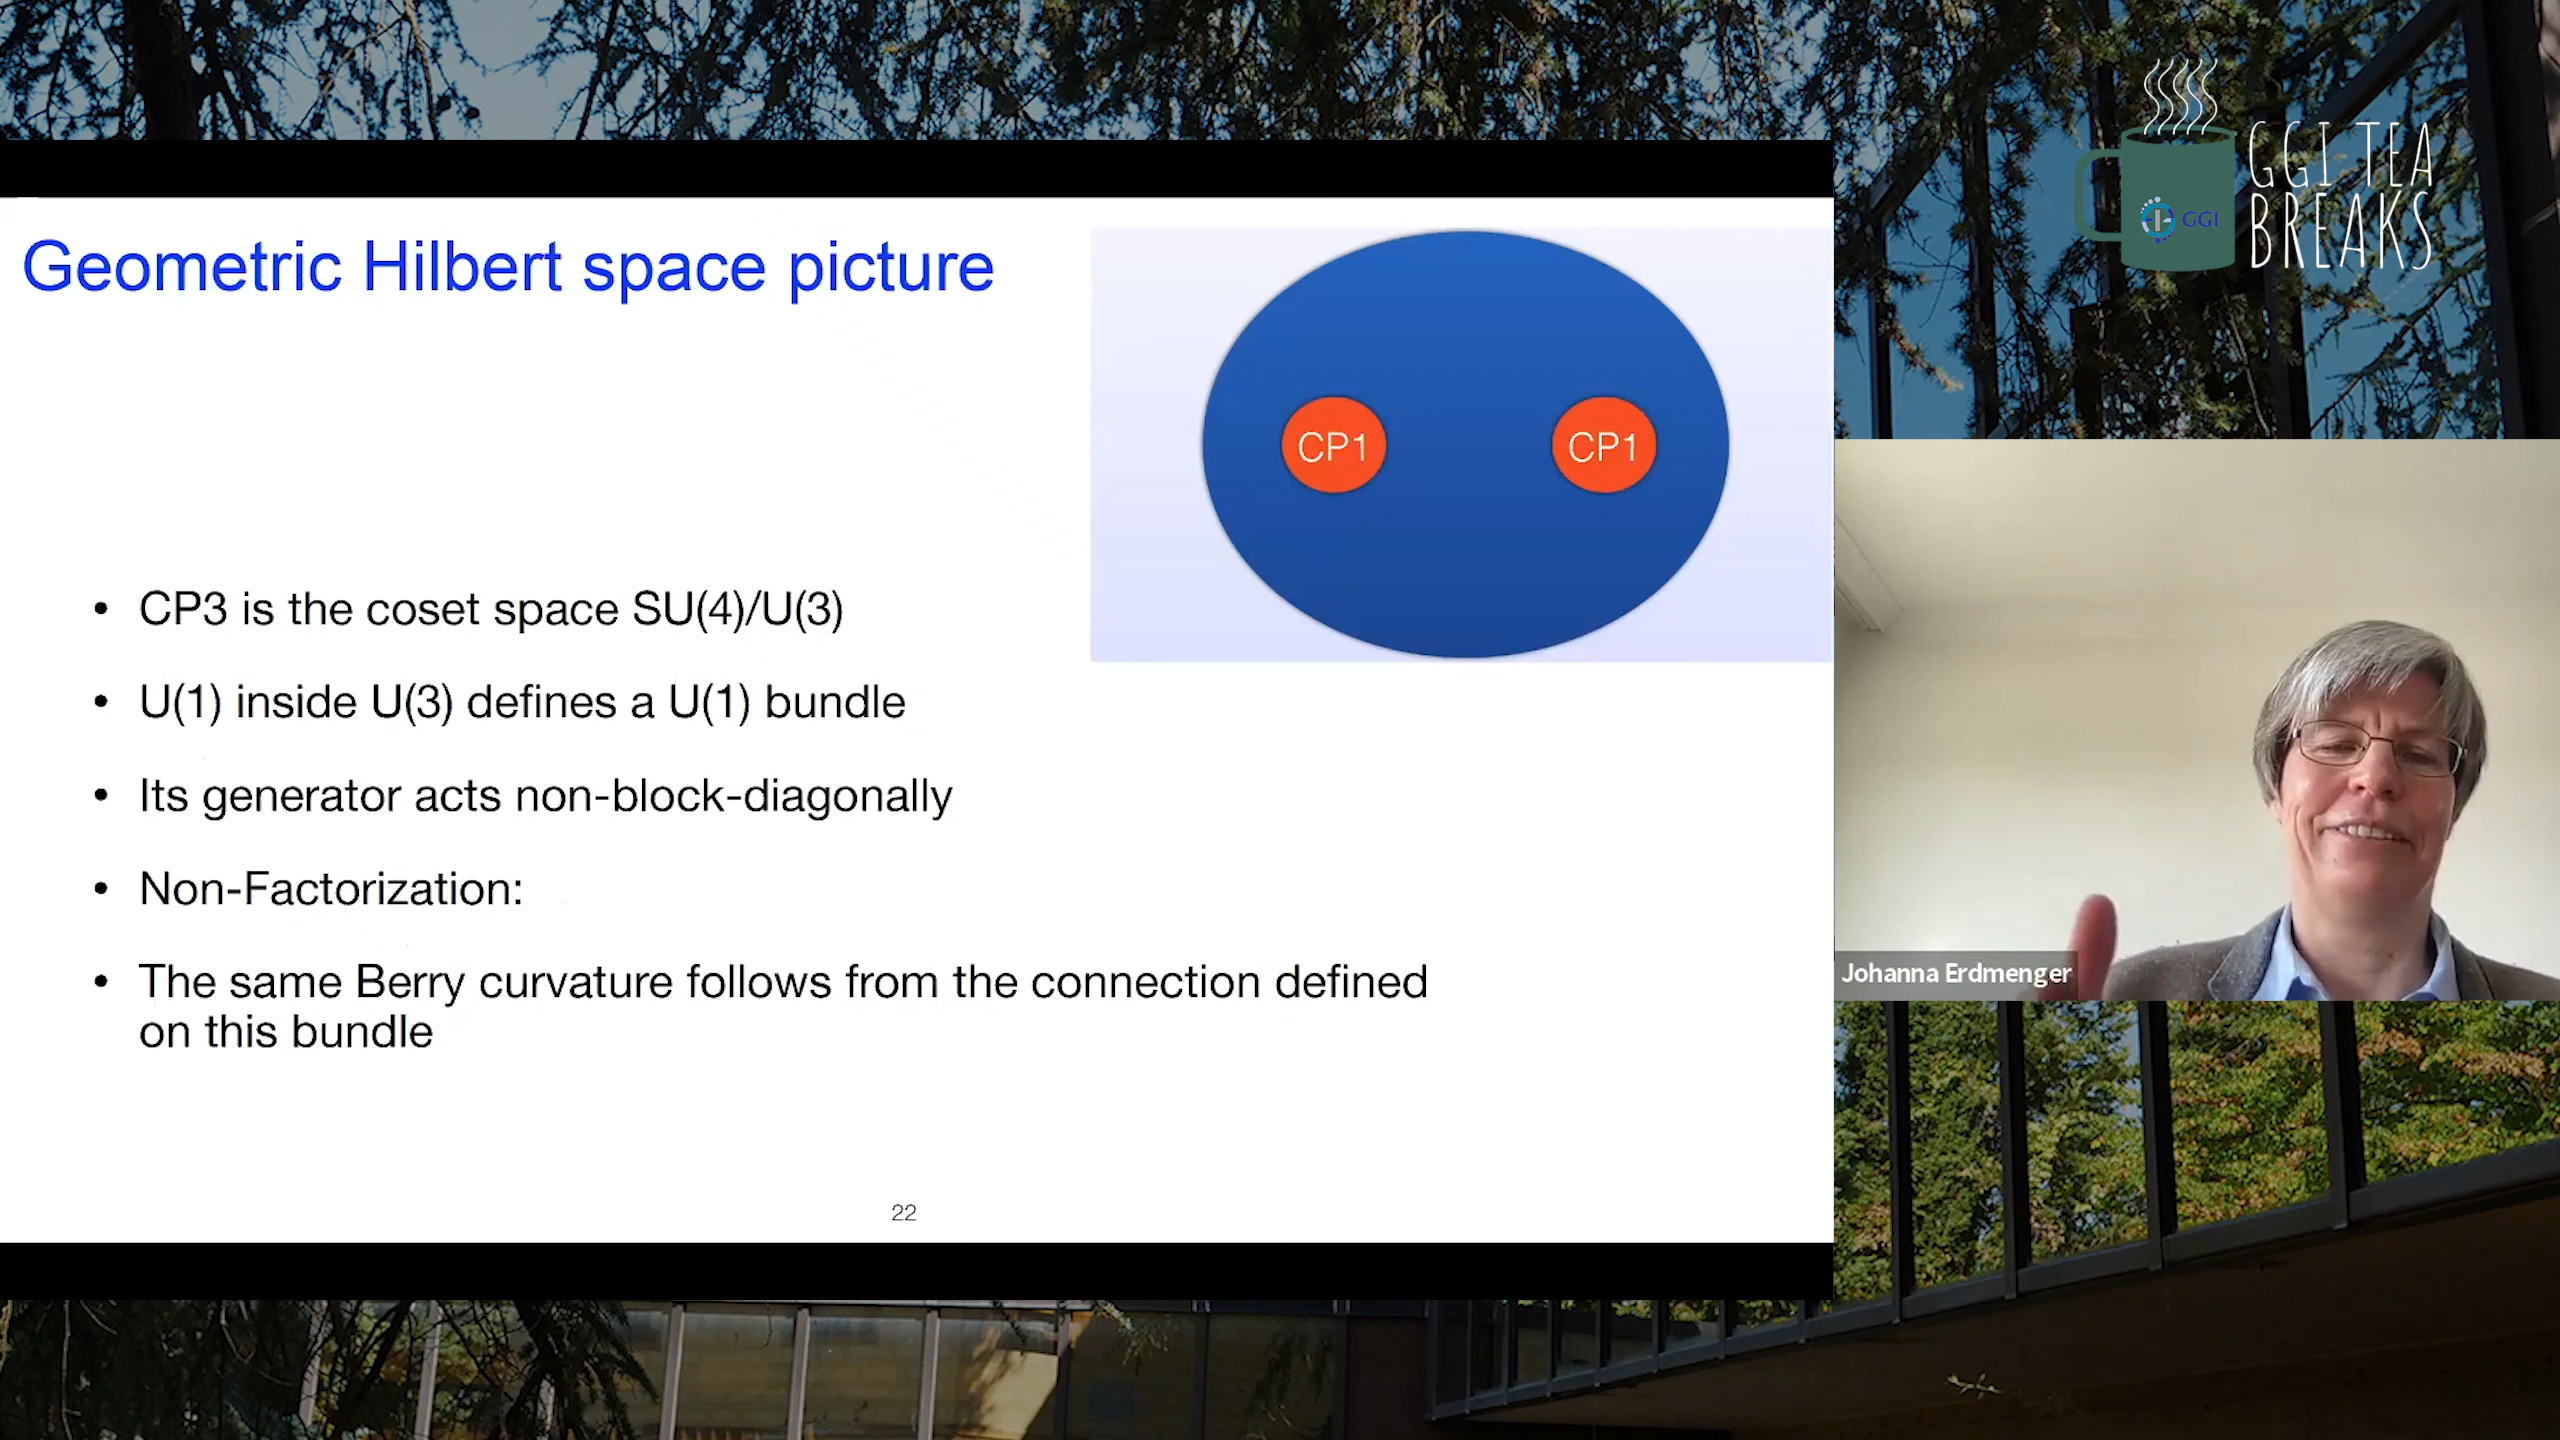 GGI TEA
BREAKS
GGI
Geometric Hilbert space picture
CP1
CP1
• CP3 is the coset space SU(4)/U(3)
• U(1) inside U(3) defines a U(1) bundle
• Its generator acts non-block-diagonally
• Non-Factorization:
• The same Berry curvature follows from the connection defined
on this bundle
22
Johanna Erdmenger